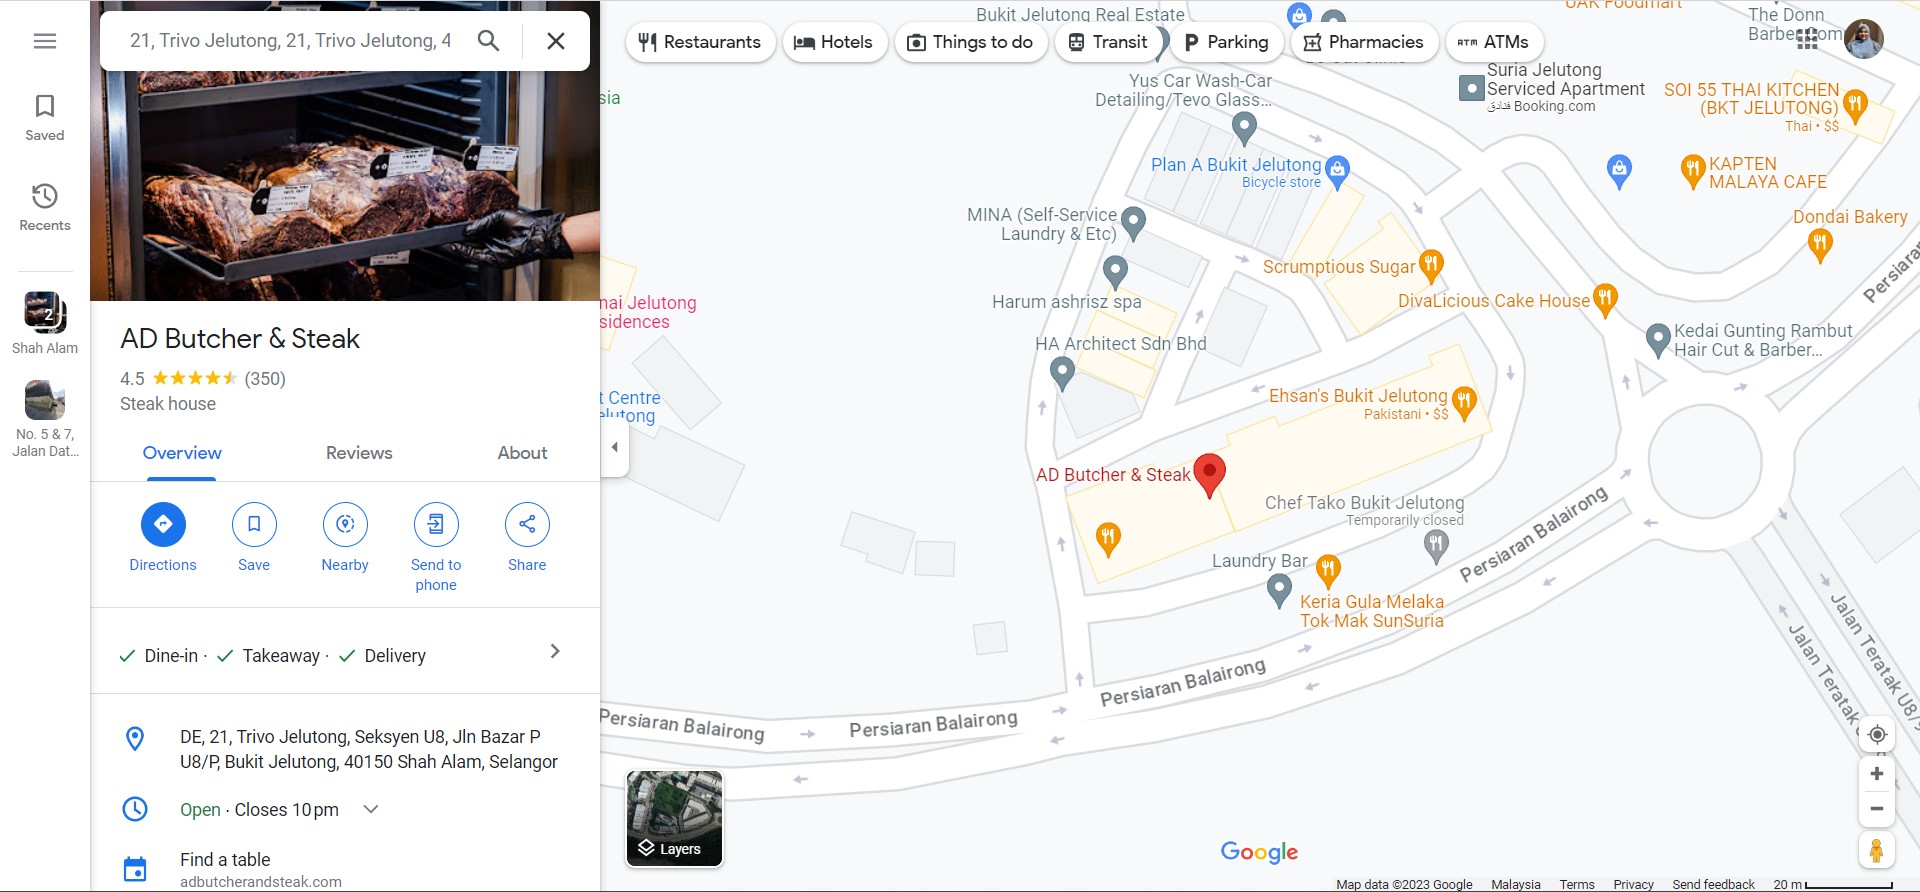 21, Trivo Jelutong, 21, Trivo Jelutong, 4
Saved
Recents
2
Shah Alam
No. 5 & 7,
Jalan Dat...
AD Butcher & Steak
4.5
(350)
Steak house
Overview
Reviews
About
Directions
Save
Nearby
Send to
phone
Share
Dine-in ·
Takeaway ·
Delivery
DE, 21, Trivo Jelutong, Seksyen U8, Jln Bazar P
U8/P, Bukit Jelutong, 40150 Shah Alam, Selangor
Open · Closes 10 pm
Find a table
adbutcherandsteak.com
Restaurants
Hotels
Things to do
Transit
Parking
Pharmacies
ATM
ATMs
Bukit Jelutong Real Estate
UAR Foodmart
The Donn
Yus Car Wash-Car
Detailing/Tevo Glass...
Suria Jelutong
Serviced Apartment
فنادق Booking.com
SOI 55 THAI KITCHEN
(BKT JELUTONG)
Thai • $$
Plan A Bukit Jelutong
Bicycle store
KAPTEN
MALAYA CAFE
MINA (Self-Service
Laundry & Etc)
Dondai Bakery
Scrumptious Sugar
Harum ashrisz spa
DivaLicious Cake House
nai Jelutong
sidences
HA Architect Sdn Bhd
Kedai Gunting Rambut
Hair Cut & Barber...
t Centre
elutong
Ehsan's Bukit Jelutong
Pakistani • $$
AD Butcher & Steak
Chef Tako Bukit Jelutong
Temporarily closed
Laundry Bar
Keria Gula Melaka
Tok Mak SunSuria
Persiaran Balairong
Persiaran Balairong
Persiaran Balairong
Persiaran Balairong
Persiaran
Jalan Teratak U8/9
Jalan Teratak
Layers
Google
Map data ©2023 Google
Malaysia
Terms
Privacy
Send feedback
20 m